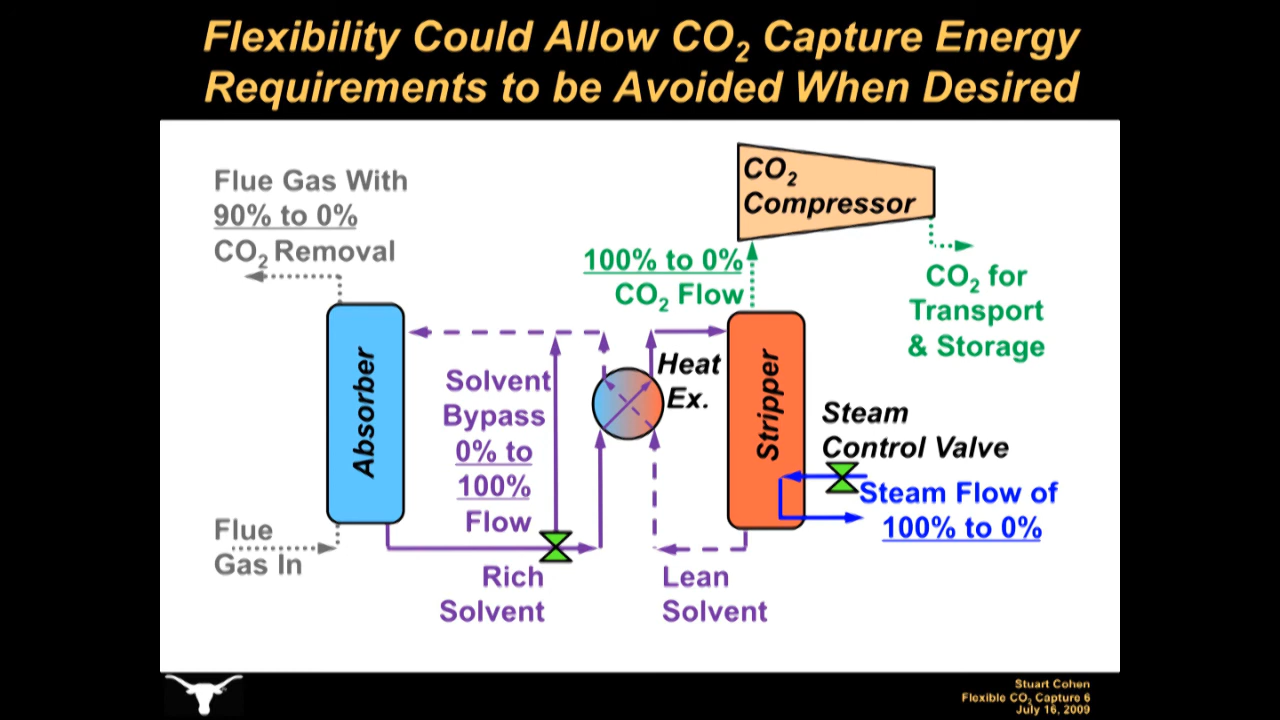 Flexibility Could Allow CO₂ Capture Energy
Requirements to be Avoided When Desired
Flue Gas With
90% to 0%
CO₂ Removal
CO₂
Compressor
100% to 0%
CO₂ Flow
CO₂ for
Transport
& Storage
Absorber
Solvent
Bypass
0% to
100%
Flow
Heat
Ex.
Stripper
Steam
Control Valve
Steam Flow of
100% to 0%
Flue
Gas In
Rich
Solvent
Lean
Solvent
Stuart Cohen
Flexible CO₂ Capture 6
July 16, 2009